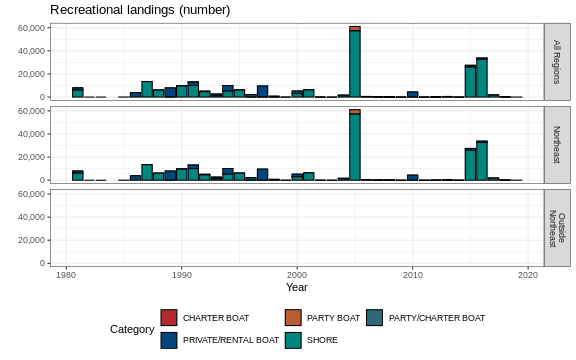 Recreational landings (number)
60,000
40,000
20,000
0
All Regions
60,000
40,000
20,000
0
Northeast
60,000
40,000
20,000
0
Outside
Northeast
1980 1990 2000 2010 2020
Year
Category
CHARTER BOAT PARTY BOAT PARTY/CHARTER BOAT
PRIVATE/RENTAL BOAT SHORE